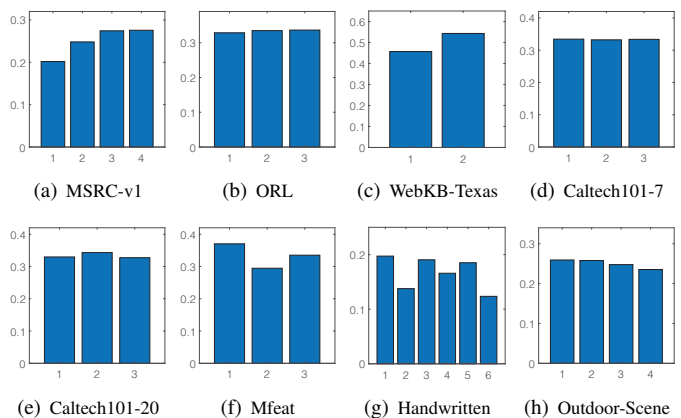 0.3
0.2
0.1
0
1 2 3 4
(a) MSRC-v1
0.3
0.2
0.1
0
1 2 3
(b) ORL
0.6
0.5
0.4
0.3
0.2
0.1
0
1 2
(c) WebKB-Texas
0.4
0.3
0.2
0.1
0
1 2 3
(d) Caltech101-7
0.4
0.3
0.2
0.1
0
1 2 3
(e) Caltech101-20
0.4
0.3
0.2
0.1
0
1 2 3
(f) Mfeat
0.2
0.1
0
1 2 3 4 5 6
(g) Handwritten
0.3
0.2
0.1
0
1 2 3 4
(h) Outdoor-Scene